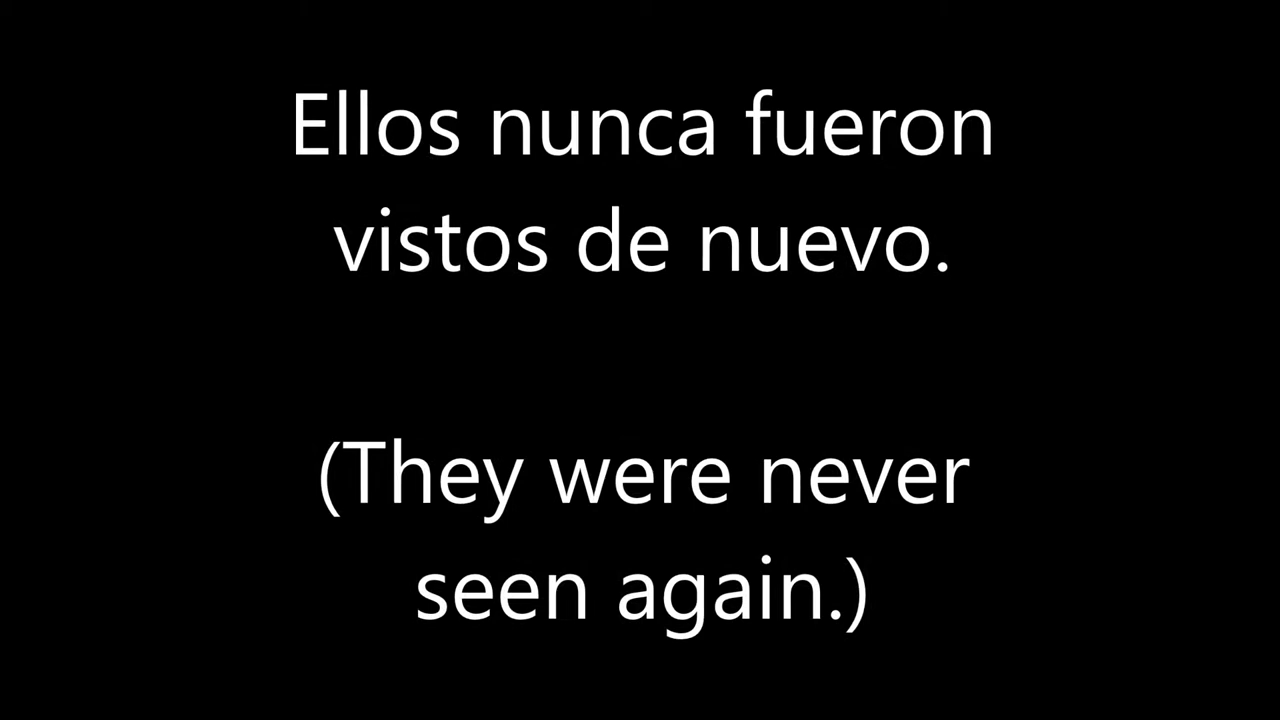 Ellos nunca fueron
vistos de nuevo.
(They were never
seen again.)